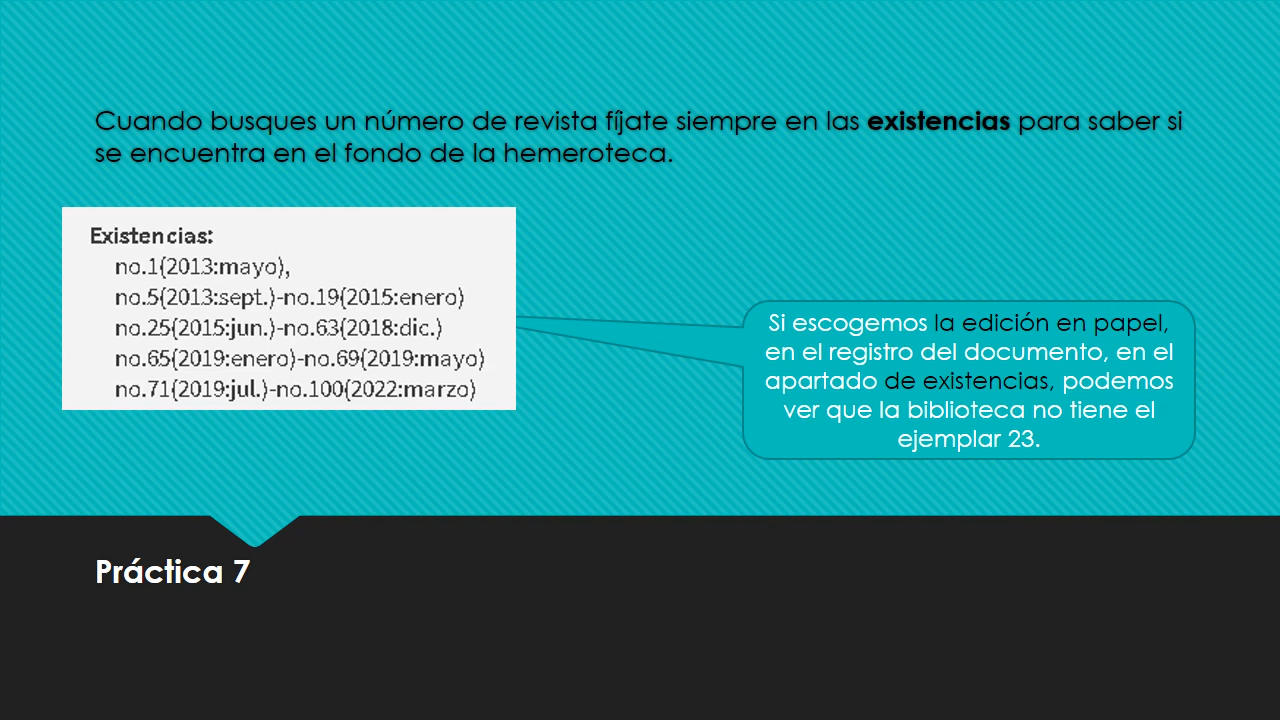 Cuando busques un número de revista fíjate siempre en las existencias para saber si
se encuentra en el fondo de la hemeroteca.
Existencias:
no.1(2013:mayo),
no.5(2013:sept.)-no.19(2015:enero)
no.25(2015:jun.)-no.63(2018:dic.)
no.65(2019:enero)-no.69(2019:mayo)
no.71(2019:jul.)-no.100(2022:marzo)
Si escogemos la edición en papel,
en el registro del documento, en el
apartado de existencias, podemos
ver que la biblioteca no tiene el
ejemplar 23.
Práctica 7